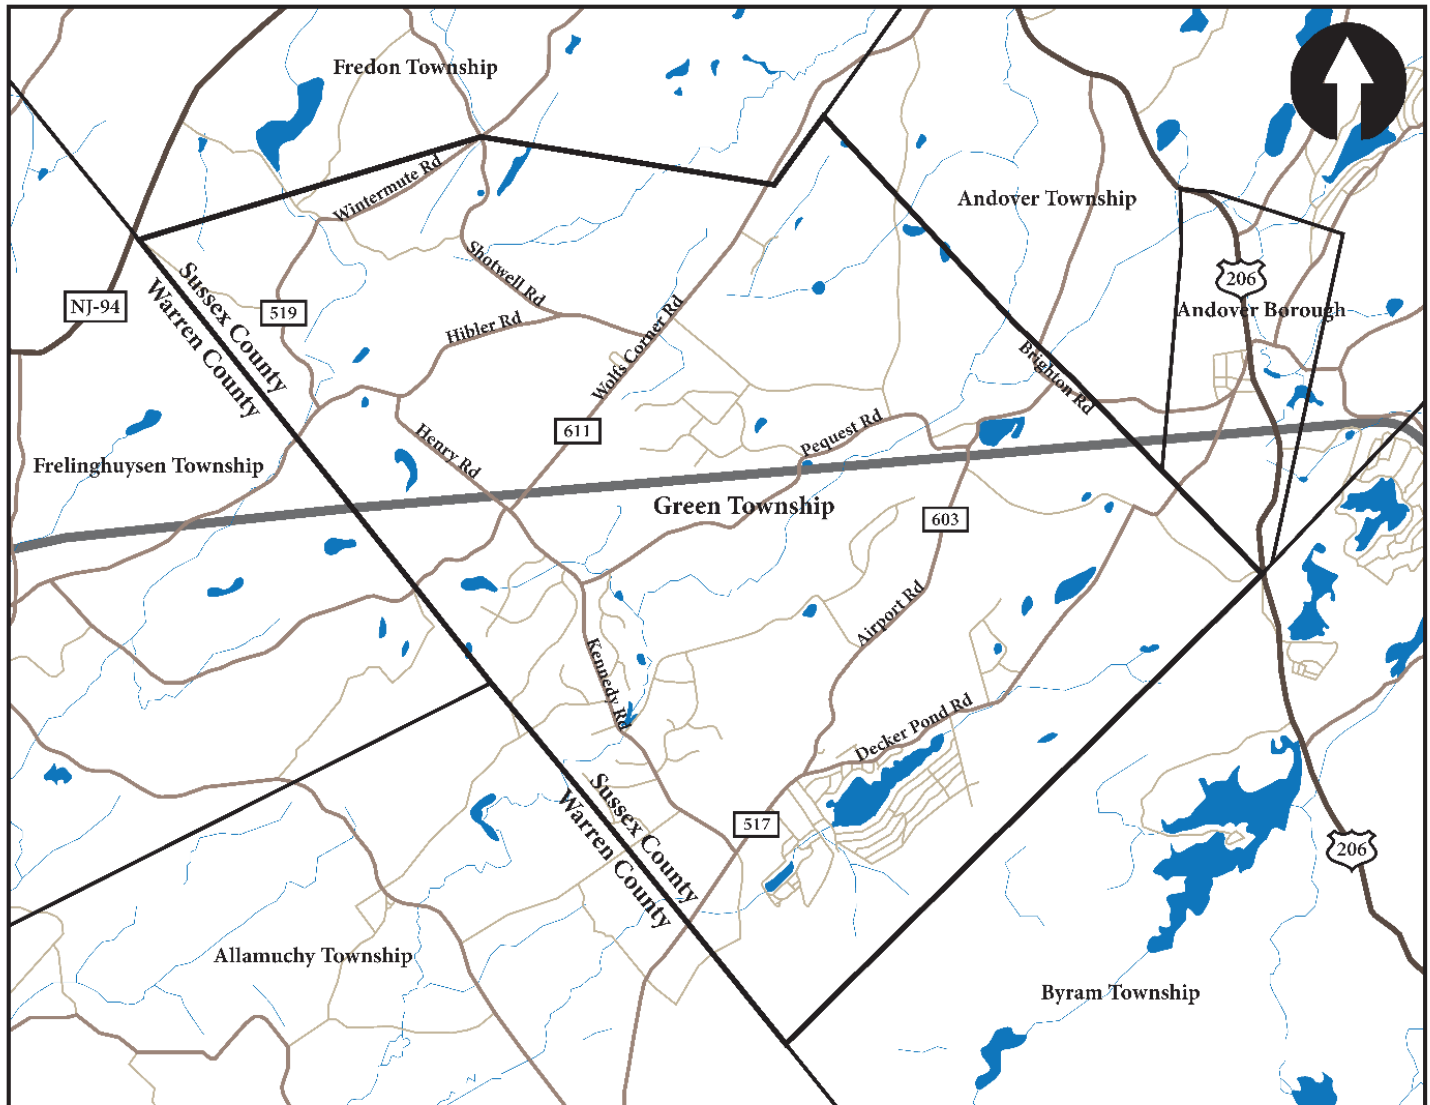 Fredon Township
Wintermute Rd
Andover Township
Shotwell Rd
206
NJ-94
Sussex County
Warren County
519
Andover Borough
Hibler Rd
Wolfs Corner Rd
Brighton Rd
611
Pequest Rd
Henry Rd
Frelinghuysen Township
Green Township
603
Airport Rd
Kennedy Rd
Decker Pond Rd
Sussex County
Warren County
517
206
Allamuchy Township
Byram Township